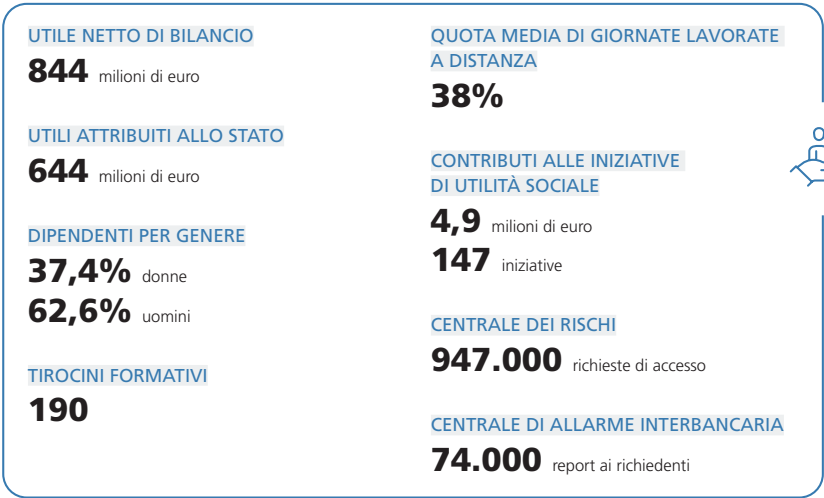 UTILE NETTO DI BILANCIO
844 milioni di euro
UTILI ATTRIBUITI ALLO STATO
644 milioni di euro
DIPENDENTI PER GENERE
37,4% donne
62,6% uomini
TIROCINI FORMATIVI
190
QUOTA MEDIA DI GIORNATE LAVORATE
A DISTANZA
38%
CONTRIBUTI ALLE INIZIATIVE
DI UTILITÀ SOCIALE
4,9 milioni di euro
147 iniziative
CENTRALE DEI RISCHI
947.000 richieste di accesso
CENTRALE DI ALLARME INTERBANCARIA
74.000 report ai richiedenti